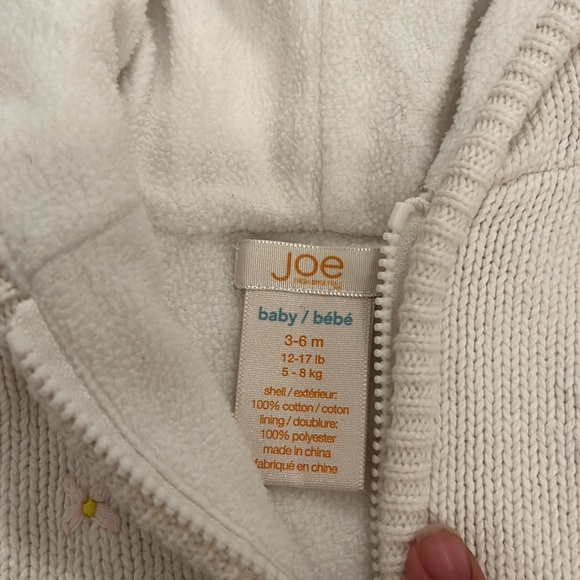 joe
baby / bébé
3-6 m
12-17 lb
5 - 8 kg
shell / extérieur:
100% cotton / coton
lining / doublure:
100% polyester
made in china
fabriqué en chine